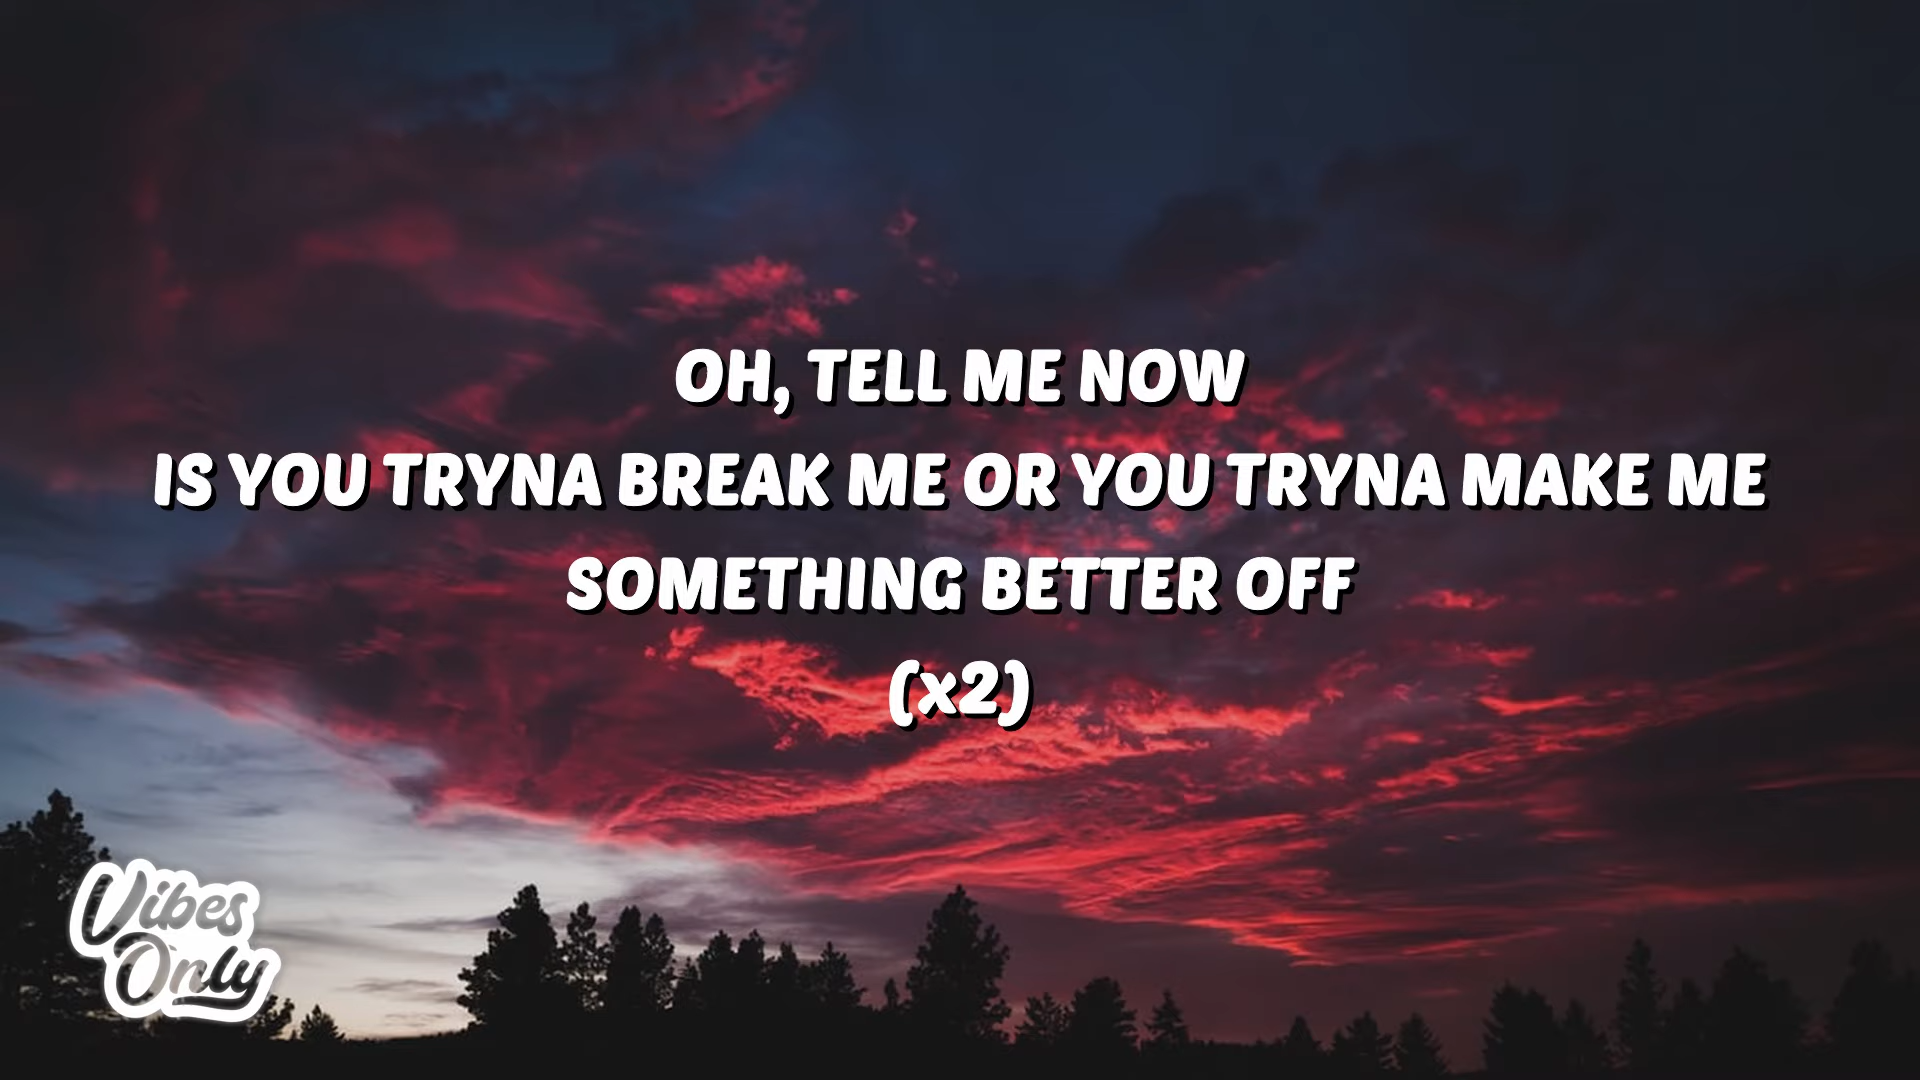 OH, TELL ME NOW
IS YOU TRYNA BREAK ME OR YOU TRYNA MAKE ME
SOMETHING BETTER OFF
(x2)
Vibes
Only